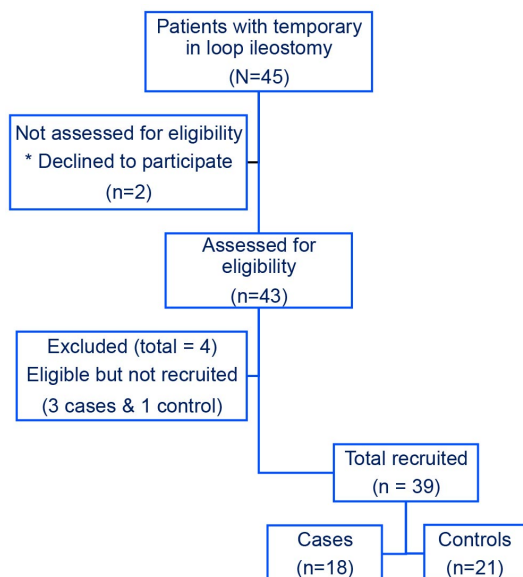 Patients with temporary
in loop ileostomy
(N=45)
Not assessed for eligibility
* Declined to participate
(n=2)
Assessed for
eligibility
(n=43)
Excluded (total = 4)
Eligible but not recruited
(3 cases & 1 control)
Total recruited
(n = 39)
Cases
(n=18)
Controls
(n=21)